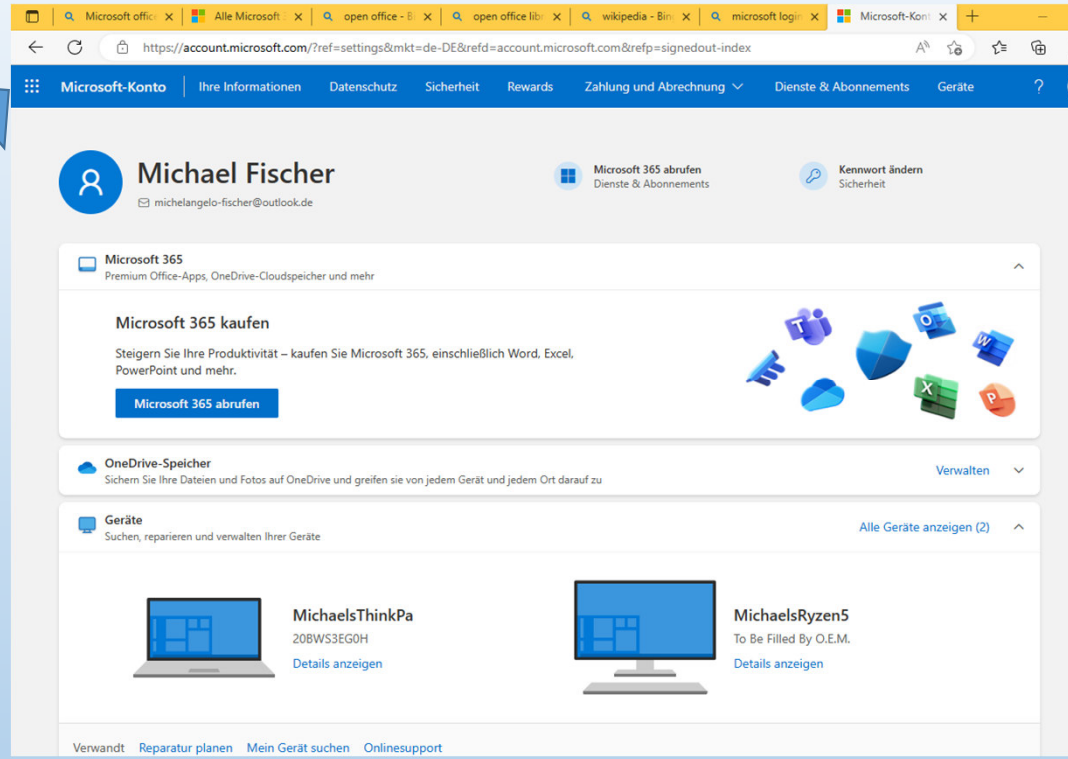 Microsoft office
Alle Microsoft
open office - B
open office libr
wikipedia - Bin
microsoft login
Microsoft-Kont
https://account.microsoft.com/?ref=settings&mkt=de-DE&refd=account.microsoft.com&refp=signedout-index
Microsoft-Konto Ihre Informationen Datenschutz Sicherheit Rewards Zahlung und Abrechnung Dienste & Abonnements Geräte ?
Michael Fischer
michelangelo-fischer@outlook.de
Microsoft 365 abrufen
Dienste & Abonnements
Kennwort ändern
Sicherheit
Microsoft 365
Premium Office-Apps, OneDrive-Cloudspeicher und mehr
Microsoft 365 kaufen
Steigern Sie Ihre Produktivität – kaufen Sie Microsoft 365, einschließlich Word, Excel,
PowerPoint und mehr.
Microsoft 365 abrufen
OneDrive-Speicher
Sichern Sie Ihre Dateien und Fotos auf OneDrive und greifen sie von jedem Gerät und jedem Ort darauf zu
Verwalten
Geräte
Suchen, reparieren und verwalten Ihrer Geräte
Alle Geräte anzeigen (2)
MichaelsThinkPa
20BWS3EG0H
Details anzeigen
MichaelsRyzen5
To Be Filled By O.E.M.
Details anzeigen
Verwandt Reparatur planen Mein Gerät suchen Onlinesupport